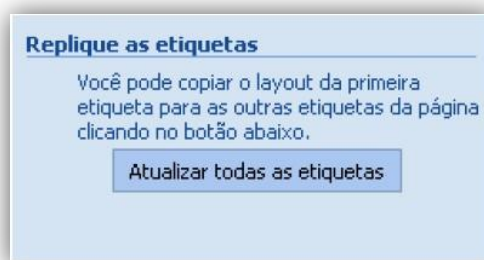 Replique as etiquetas
Você pode copiar o layout da primeira
etiqueta para as outras etiquetas da página
clicando no botão abaixo.
Atualizar todas as etiquetas